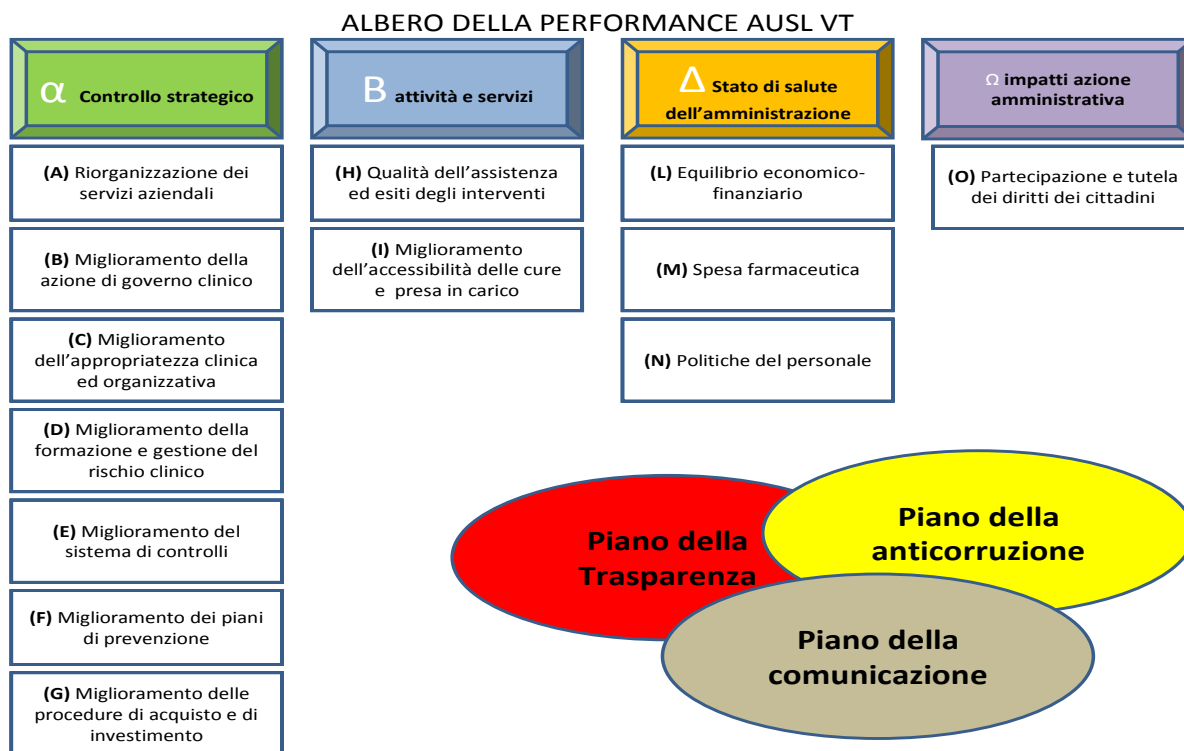 ALBERO DELLA PERFORMANCE AUSL VT
α Controllo strategico
(A) Riorganizzazione dei
servizi aziendali
(B) Miglioramento della
azione di governo clinico
(C) Miglioramento
dell’appropriatezza clinica
ed organizzativa
(D) Miglioramento della
formazione e gestione del
rischio clinico
(E) Miglioramento del
sistema di controlli
(F) Miglioramento dei piani
di prevenzione
(G) Miglioramento delle
procedure di acquisto e di
investimento
B attività e servizi
(H) Qualità dell’assistenza
ed esiti degli interventi
(I) Miglioramento
dell’accessibilità delle cure
e presa in carico
Δ Stato di salute
dell’amministrazione
(L) Equilibrio economico-
finanziario
(M) Spesa farmaceutica
(N) Politiche del personale
Ω impatti azione
amministrativa
(O) Partecipazione e tutela
dei diritti dei cittadini
Piano della
Trasparenza
Piano della
anticorruzione
Piano della
comunicazione